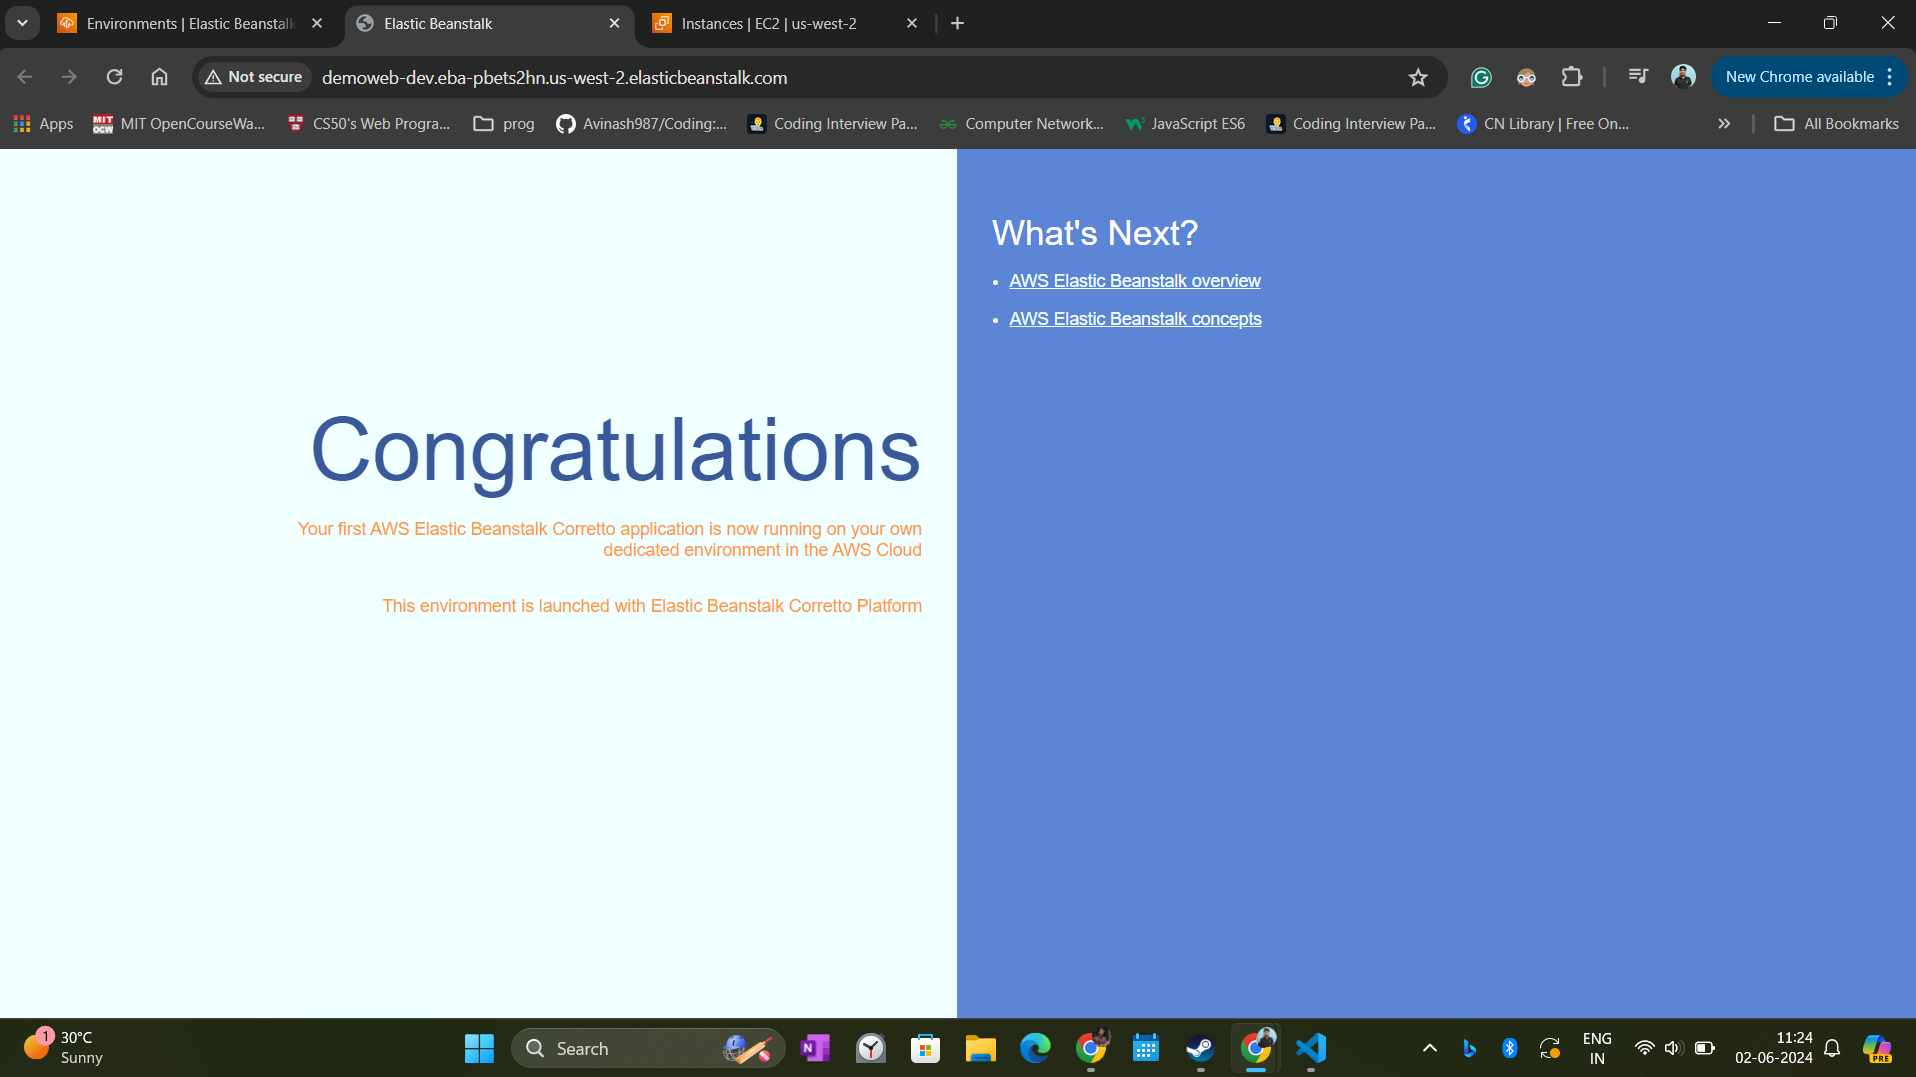 Environments | Elastic Beanstalk
Elastic Beanstalk
Instances | EC2 | us-west-2
Not secure
demoweb-dev.eba-pbets2hn.us-west-2.elasticbeanstalk.com
New Chrome available
Apps
MIT OpenCourseWa...
CS50's Web Progra...
prog
Avinash987/Coding:...
Coding Interview Pa...
Computer Network...
JavaScript ES6
Coding Interview Pa...
CN Library | Free On...
All Bookmarks
Congratulations
Your first AWS Elastic Beanstalk Corretto application is now running on your own
dedicated environment in the AWS Cloud
This environment is launched with Elastic Beanstalk Corretto Platform
What's Next?
AWS Elastic Beanstalk overview
AWS Elastic Beanstalk concepts
1
30°C
Sunny
Search
ENG
IN
11:24
02-06-2024
PRE